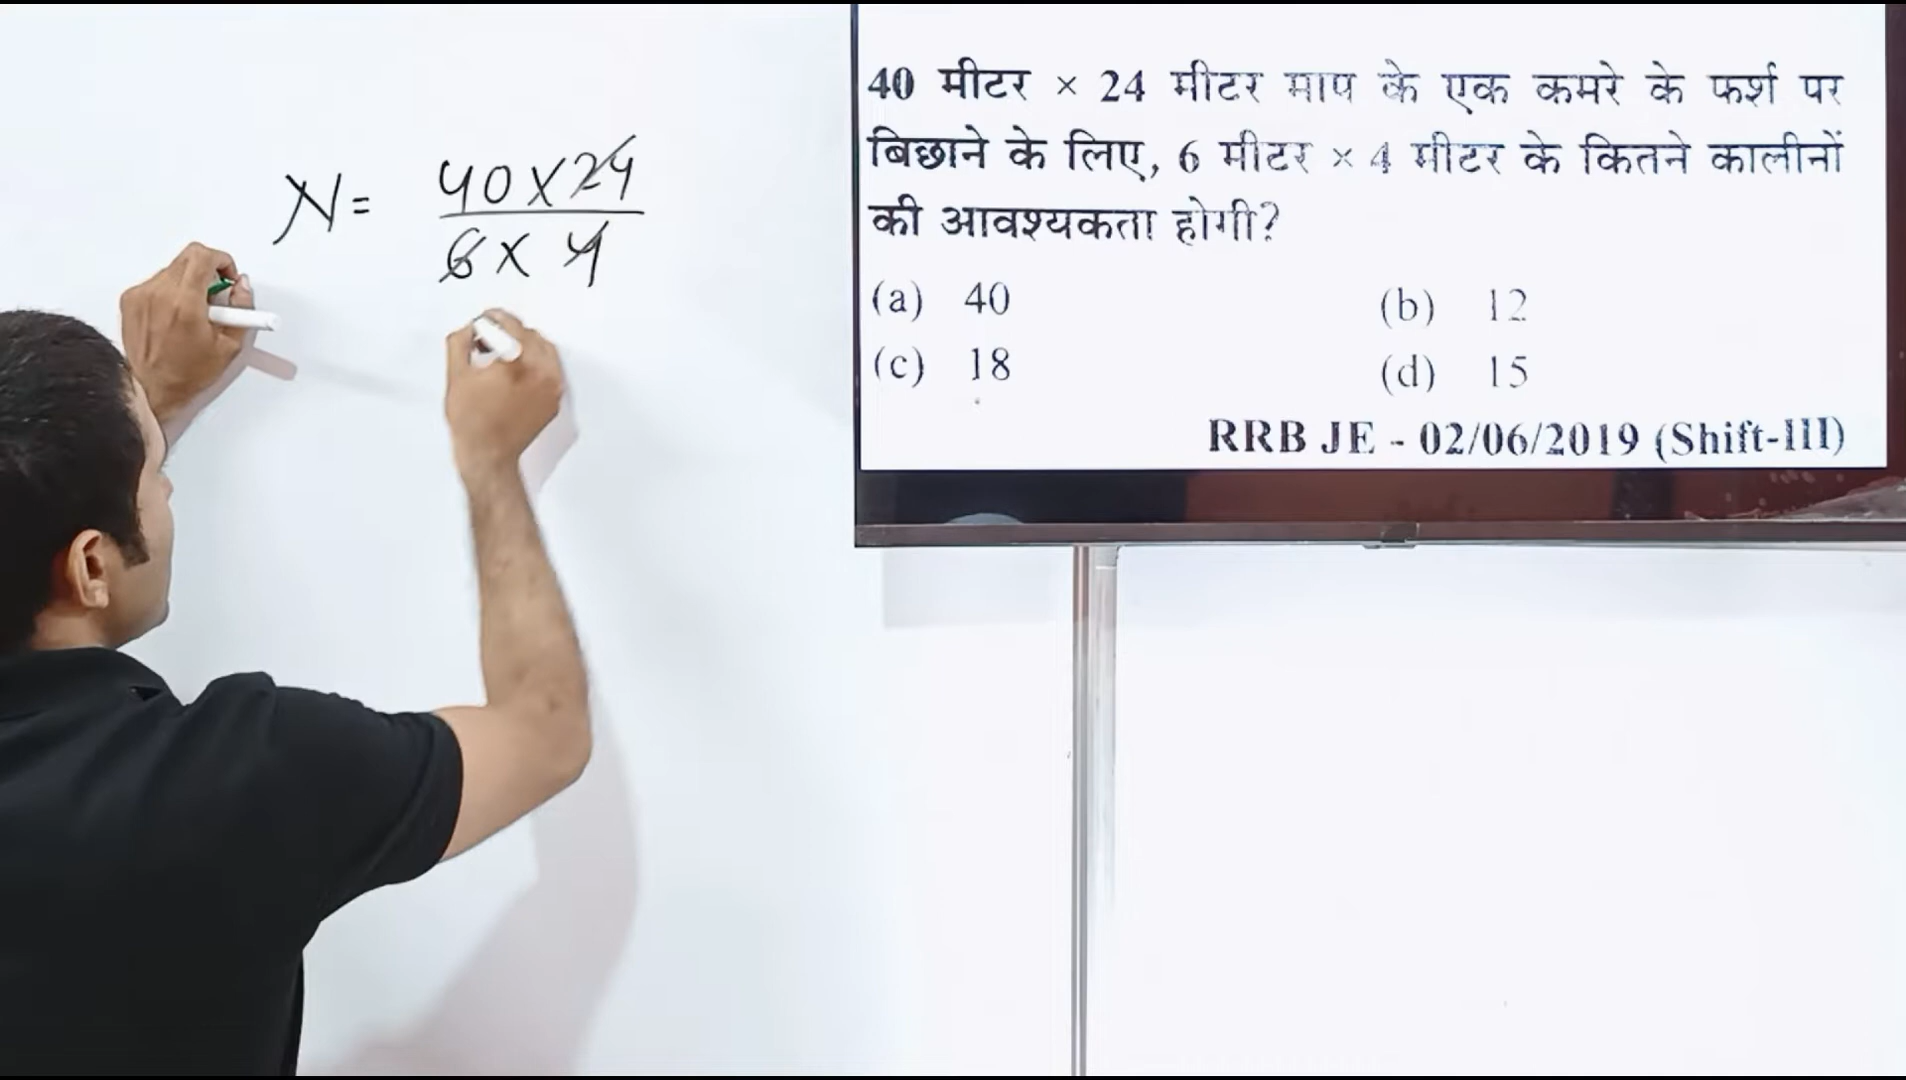 N = 40 X 24
6 X 4
40 मीटर × 24 मीटर माप के एक कमरे के फर्श पर
बिछाने के लिए, 6 मीटर × 4 मीटर के कितने कालीनों
की आवश्यकता होगी?
(a) 40 (b) 12
(c) 18 (d) 15
RRB JE - 02/06/2019 (Shift-III)